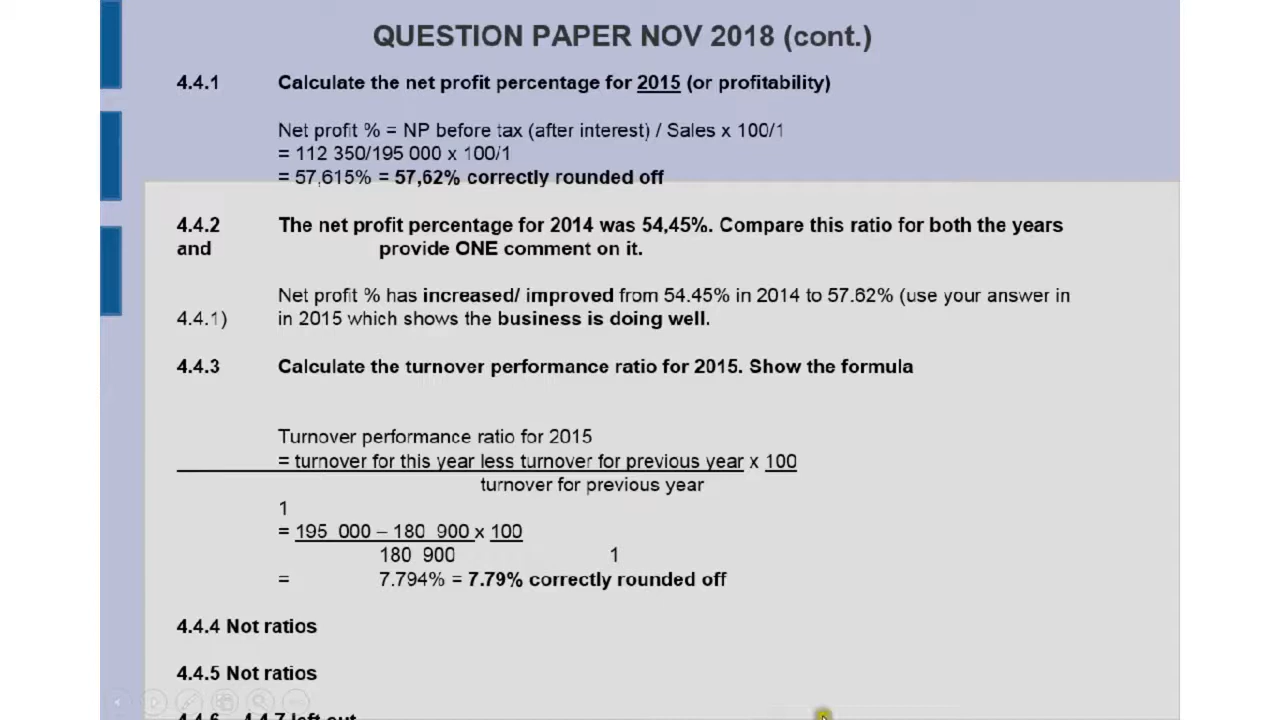 QUESTION PAPER NOV 2018 (cont.)
4.4.1 Calculate the net profit percentage for 2015 (or profitability)
Net profit % = NP before tax (after interest) / Sales x 100/1
= 112 350/195 000 x 100/1
= 57,615% = 57,62% correctly rounded off
4.4.2 The net profit percentage for 2014 was 54,45%. Compare this ratio for both the years
and provide ONE comment on it.
Net profit % has increased/ improved from 54.45% in 2014 to 57.62% (use your answer in
4.4.1) in 2015 which shows the business is doing well.
4.4.3 Calculate the turnover performance ratio for 2015. Show the formula
Turnover performance ratio for 2015
= turnover for this year less turnover for previous year x 100
turnover for previous year
1
= 195 000 – 180 900 x 100
180 900 1
= 7.794% = 7.79% correctly rounded off
4.4.4 Not ratios
4.4.5 Not ratios
4.4.6 – 4.4.7 left out